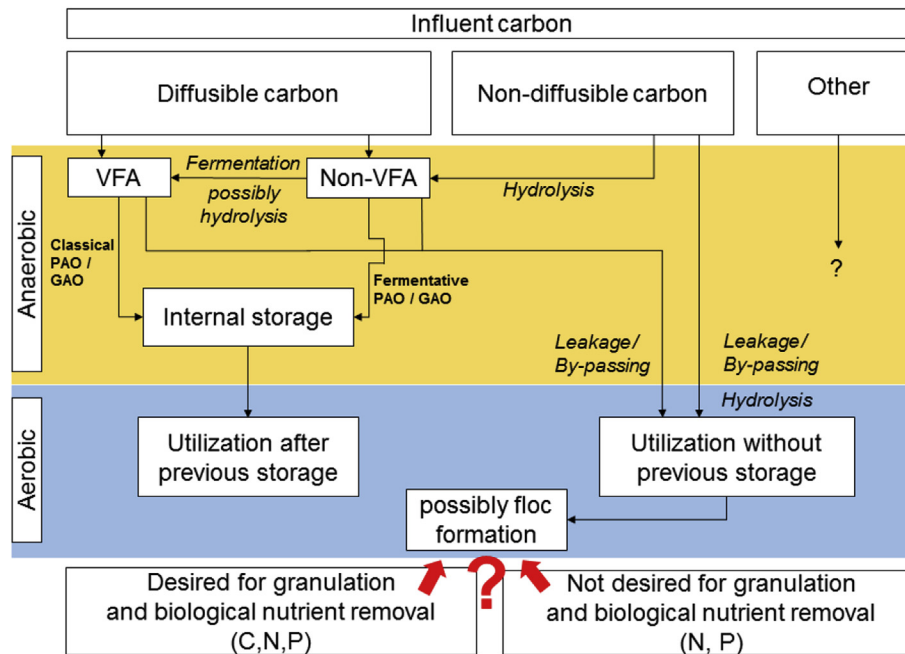 Influent carbon
Diffusible carbon
Non-diffusible carbon
Other
Anaerobic
VFA
Fermentation
possibly
hydrolysis
Non-VFA
Hydrolysis
Classical
PAO /
GAO
Fermentative
PAO / GAO
?
Internal storage
Leakage/
By-passing
Leakage/
By-passing
Hydrolysis
Aerobic
Utilization after
previous storage
Utilization without
previous storage
possibly floc
formation
?
Desired for granulation
and biological nutrient removal
(C,N,P)
Not desired for granulation
and biological nutrient removal
(N, P)